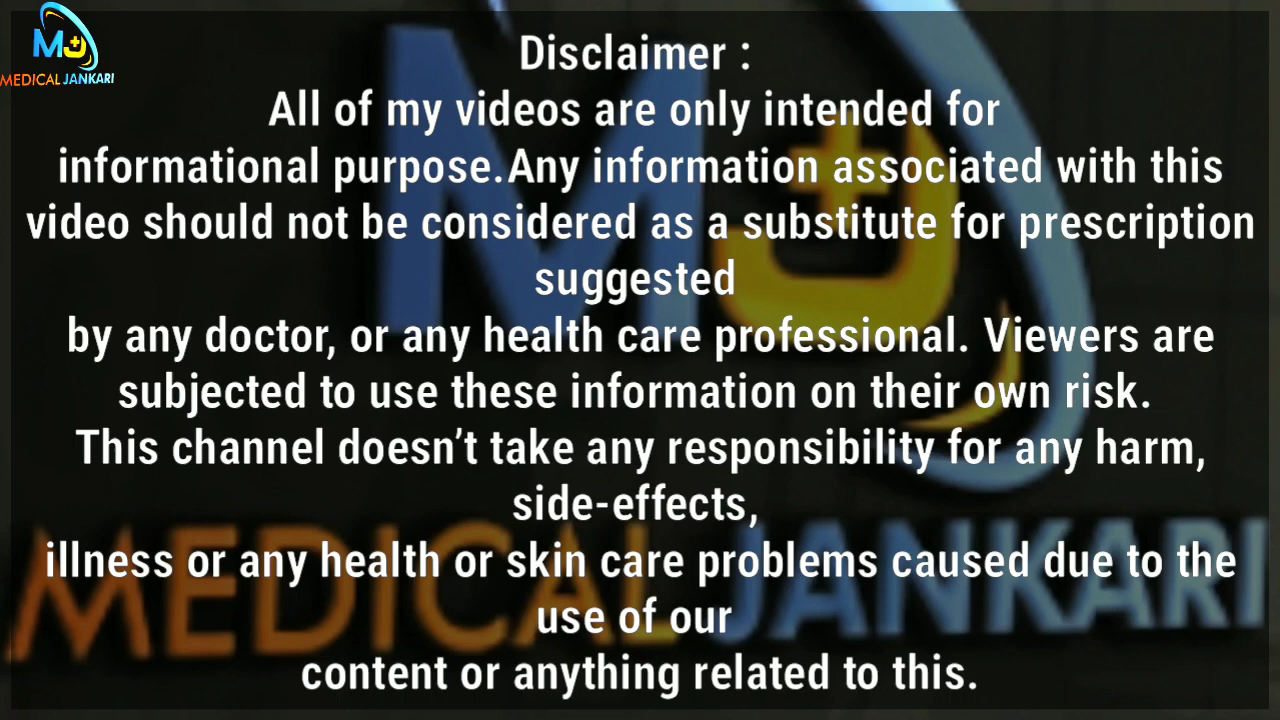 MJ
MEDICAL JANKARI
Disclaimer :
All of my videos are only intended for
informational purpose.Any information associated with this
video should not be considered as a substitute for prescription
suggested
by any doctor, or any health care professional. Viewers are
subjected to use these information on their own risk.
This channel doesn’t take any responsibility for any harm,
side-effects,
illness or any health or skin care problems caused due to the
use of our
content or anything related to this.
MJ
MEDICAL JANKARI